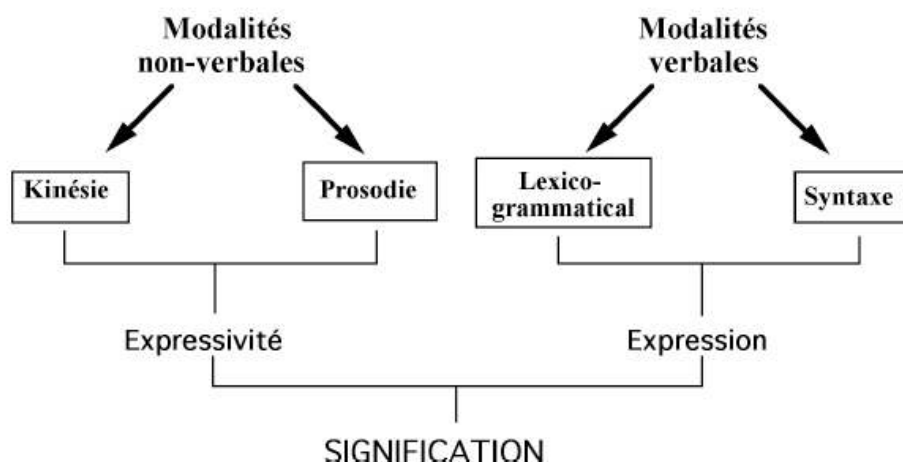 Modalités
non-verbales
Modalités
verbales
Kinésie
Prosodie
Lexico-
grammatical
Syntaxe
Expressivité
Expression
SIGNIFICATION